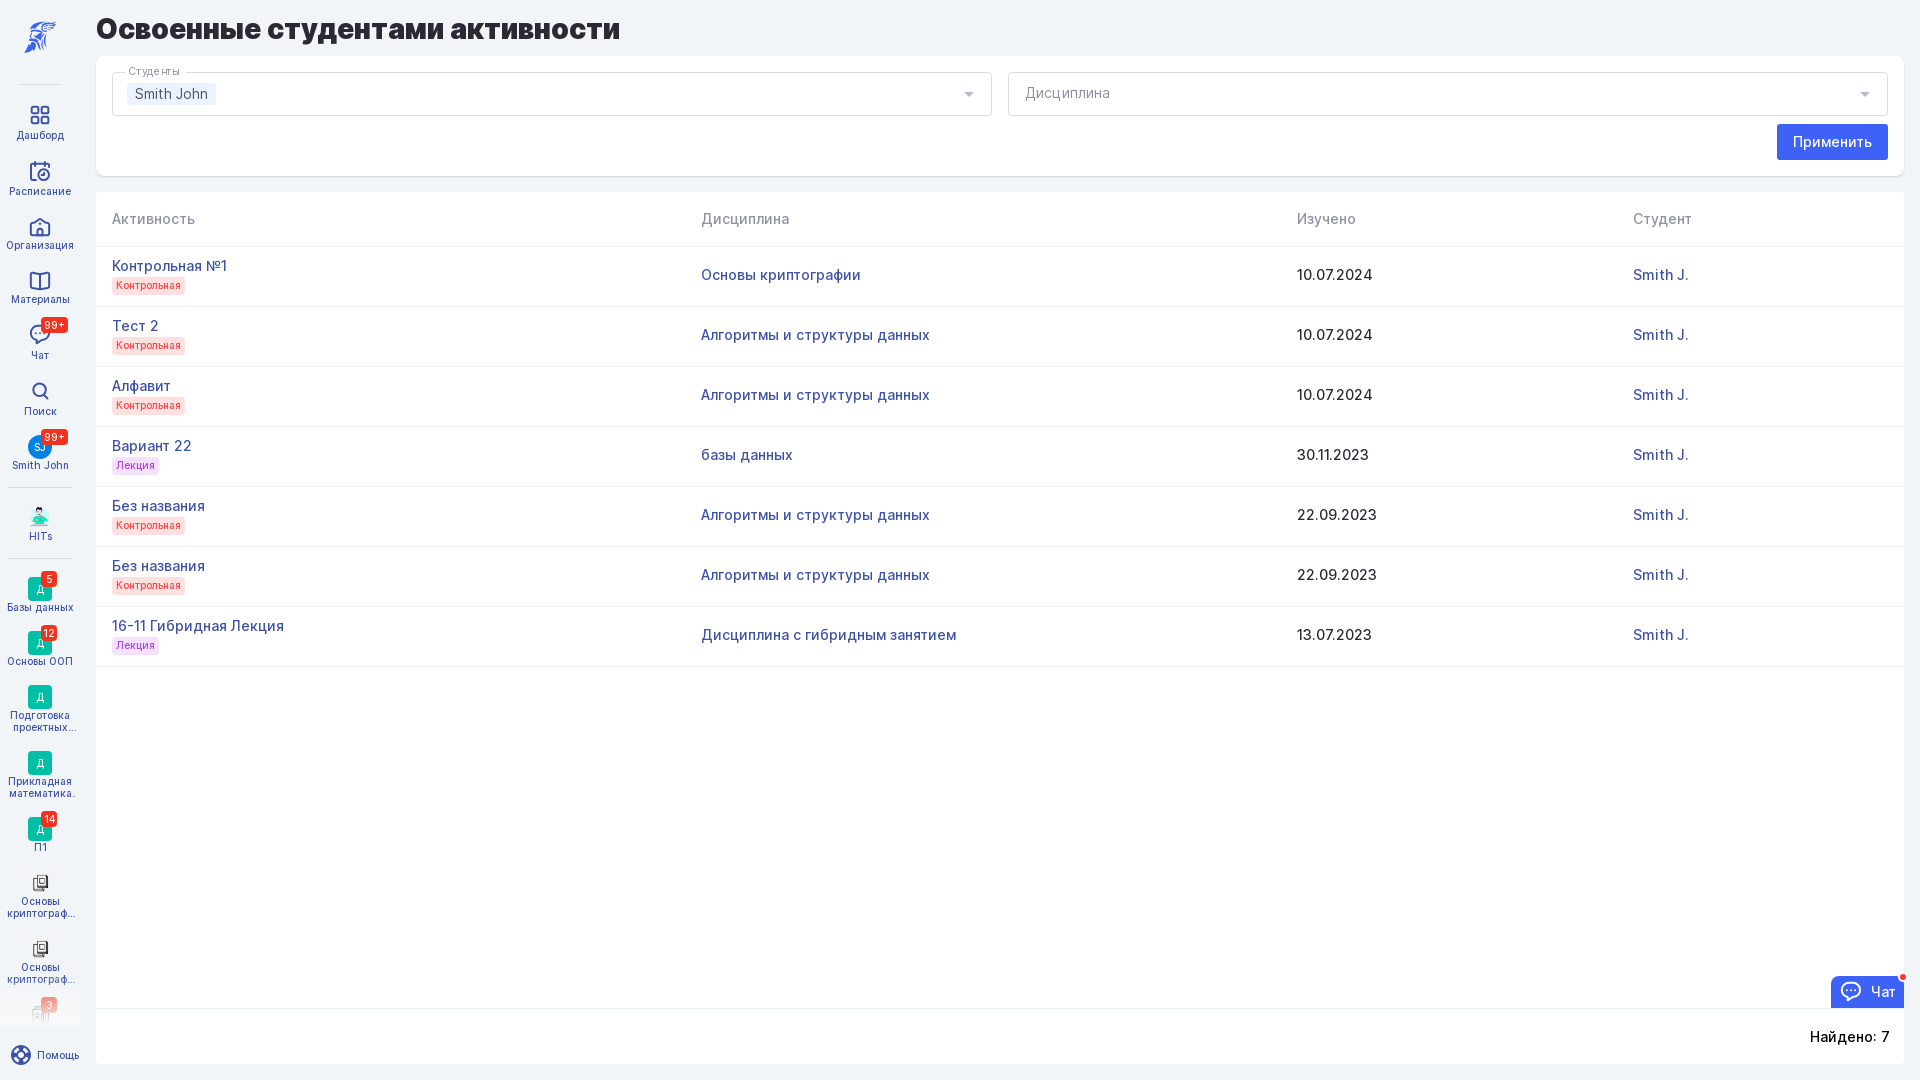 Освоенные студентами активности
Студенты
Smith John
Дисциплина
Применить
Дашборд
Расписание
Организация
Материалы
99+
Чат
Поиск
99+
SJ
Smith John
HITs
5
Д
Базы данных
12
Д
Основы ООП
Д
Подготовка
проектных...
Д
Прикладная
математика.
14
Д
П1
Основы
криптограф...
Основы
криптограф...
3
Помощь
Активность Дисциплина Изучено Студент
Контрольная №1
Контрольная
Основы криптографии 10.07.2024 Smith J.
Тест 2
Контрольная
Алгоритмы и структуры данных 10.07.2024 Smith J.
Алфавит
Контрольная
Алгоритмы и структуры данных 10.07.2024 Smith J.
Вариант 22
Лекция
базы данных 30.11.2023 Smith J.
Без названия
Контрольная
Алгоритмы и структуры данных 22.09.2023 Smith J.
Без названия
Контрольная
Алгоритмы и структуры данных 22.09.2023 Smith J.
16-11 Гибридная Лекция
Лекция
Дисциплина с гибридным занятием 13.07.2023 Smith J.
Чат
Найдено: 7